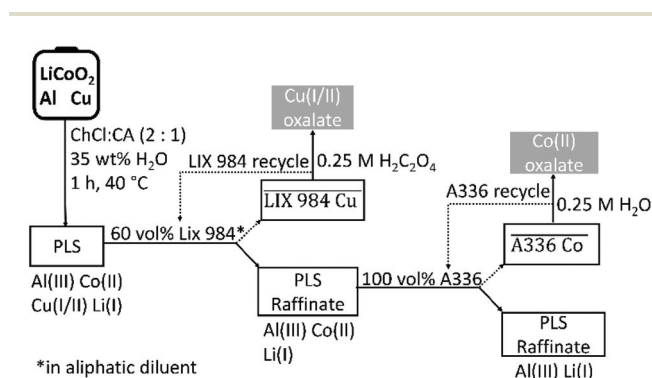 LiCoO₂
Al Cu
ChCl:CA (2 : 1)
35 wt% H₂O
1 h, 40 °C
Cu(I/II)
oxalate
LIX 984 recycle
0.25 M H₂C₂O₄
LIX 984 Cu
Co(II)
oxalate
A336 recycle
0.25 M H₂O
A336 Co
PLS
60 vol% Lix 984*
Al(III) Co(II)
Cu(I/II) Li(I)
PLS
Raffinate
100 vol% A336
Al(III) Co(II)
Li(I)
PLS
Raffinate
Al(III) Li(I)
*in aliphatic diluent